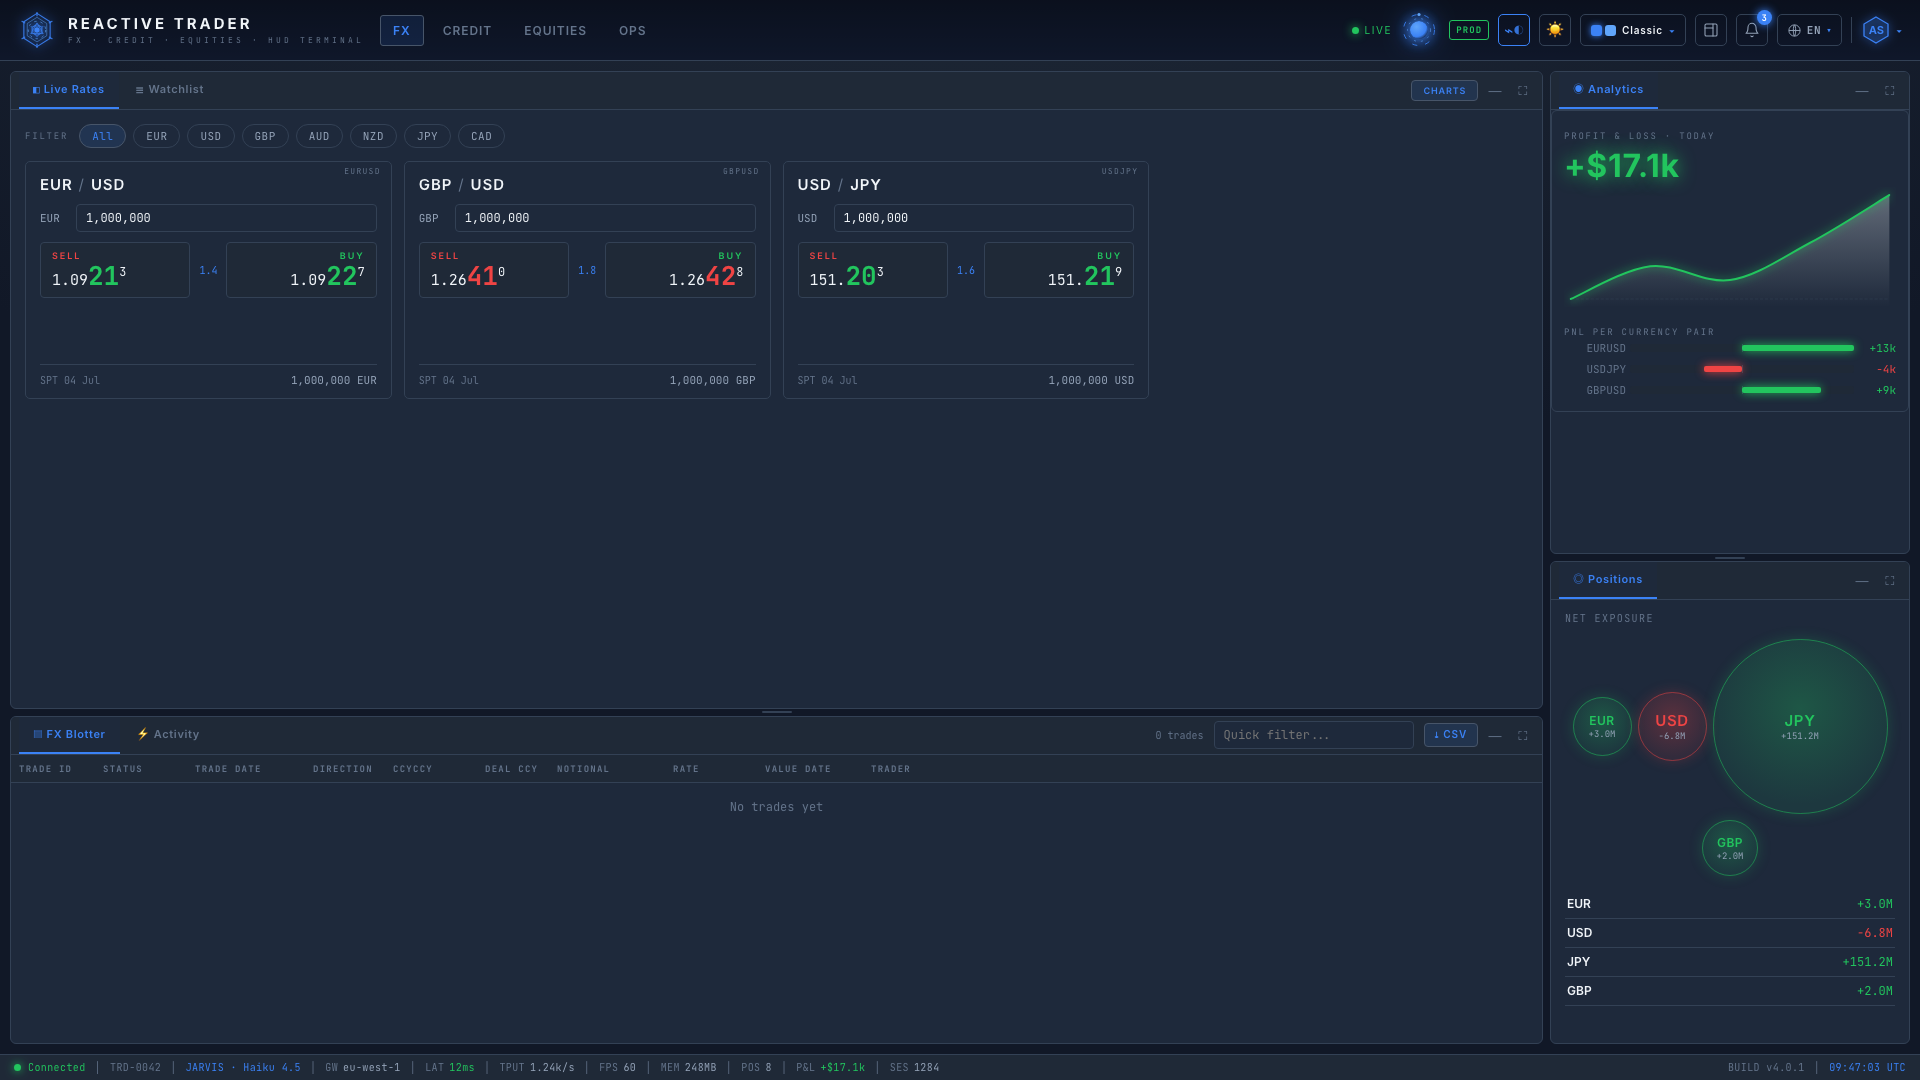 REACTIVE TRADER
FX · CREDIT · EQUITIES · HUD TERMINAL
FX CREDIT EQUITIES OPS
LIVE PROD Classic 3 EN AS
Live Rates Watchlist CHARTS
FILTER All EUR USD GBP AUD NZD JPY CAD
EURUSD
EUR / USD
EUR 1,000,000
SELL
1.09213
1.4
BUY
1.09227
SPT 04 Jul 1,000,000 EUR
GBPUSD
GBP / USD
GBP 1,000,000
SELL
1.26410
1.8
BUY
1.26428
SPT 04 Jul 1,000,000 GBP
USDJPY
USD / JPY
USD 1,000,000
SELL
151.203
1.6
BUY
151.219
SPT 04 Jul 1,000,000 USD
FX Blotter Activity 0 trades Quick filter... ↓ CSV
TRADE ID STATUS TRADE DATE DIRECTION CCYCCY DEAL CCY NOTIONAL RATE VALUE DATE TRADER
No trades yet
Analytics
PROFIT & LOSS · TODAY
+$17.1k
PNL PER CURRENCY PAIR
EURUSD +13k
USDJPY -4k
GBPUSD +9k
Positions
NET EXPOSURE
EUR
+3.0M
USD
-6.8M
JPY
+151.2M
GBP
+2.0M
EUR +3.0M
USD -6.8M
JPY +151.2M
GBP +2.0M
Connected TRD-0042 JARVIS · Haiku 4.5 GW eu-west-1 LAT 12ms TPUT 1.24k/s FPS 60 MEM 248MB POS 8 P&L +$17.1k SES 1284 BUILD v4.0.1 09:47:03 UTC